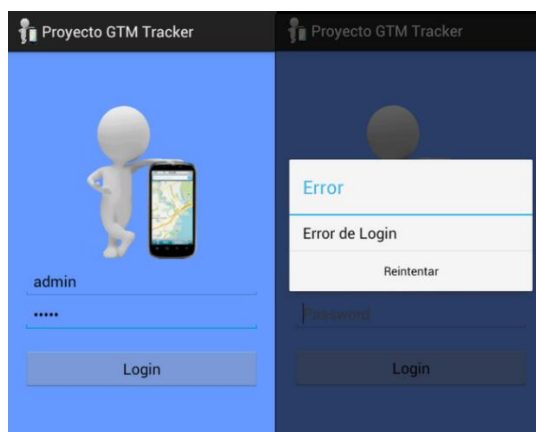 Proyecto GTM Tracker
admin
•••••
Login
Proyecto GTM Tracker
Error
Error de Login
Reintentar
Password
Login